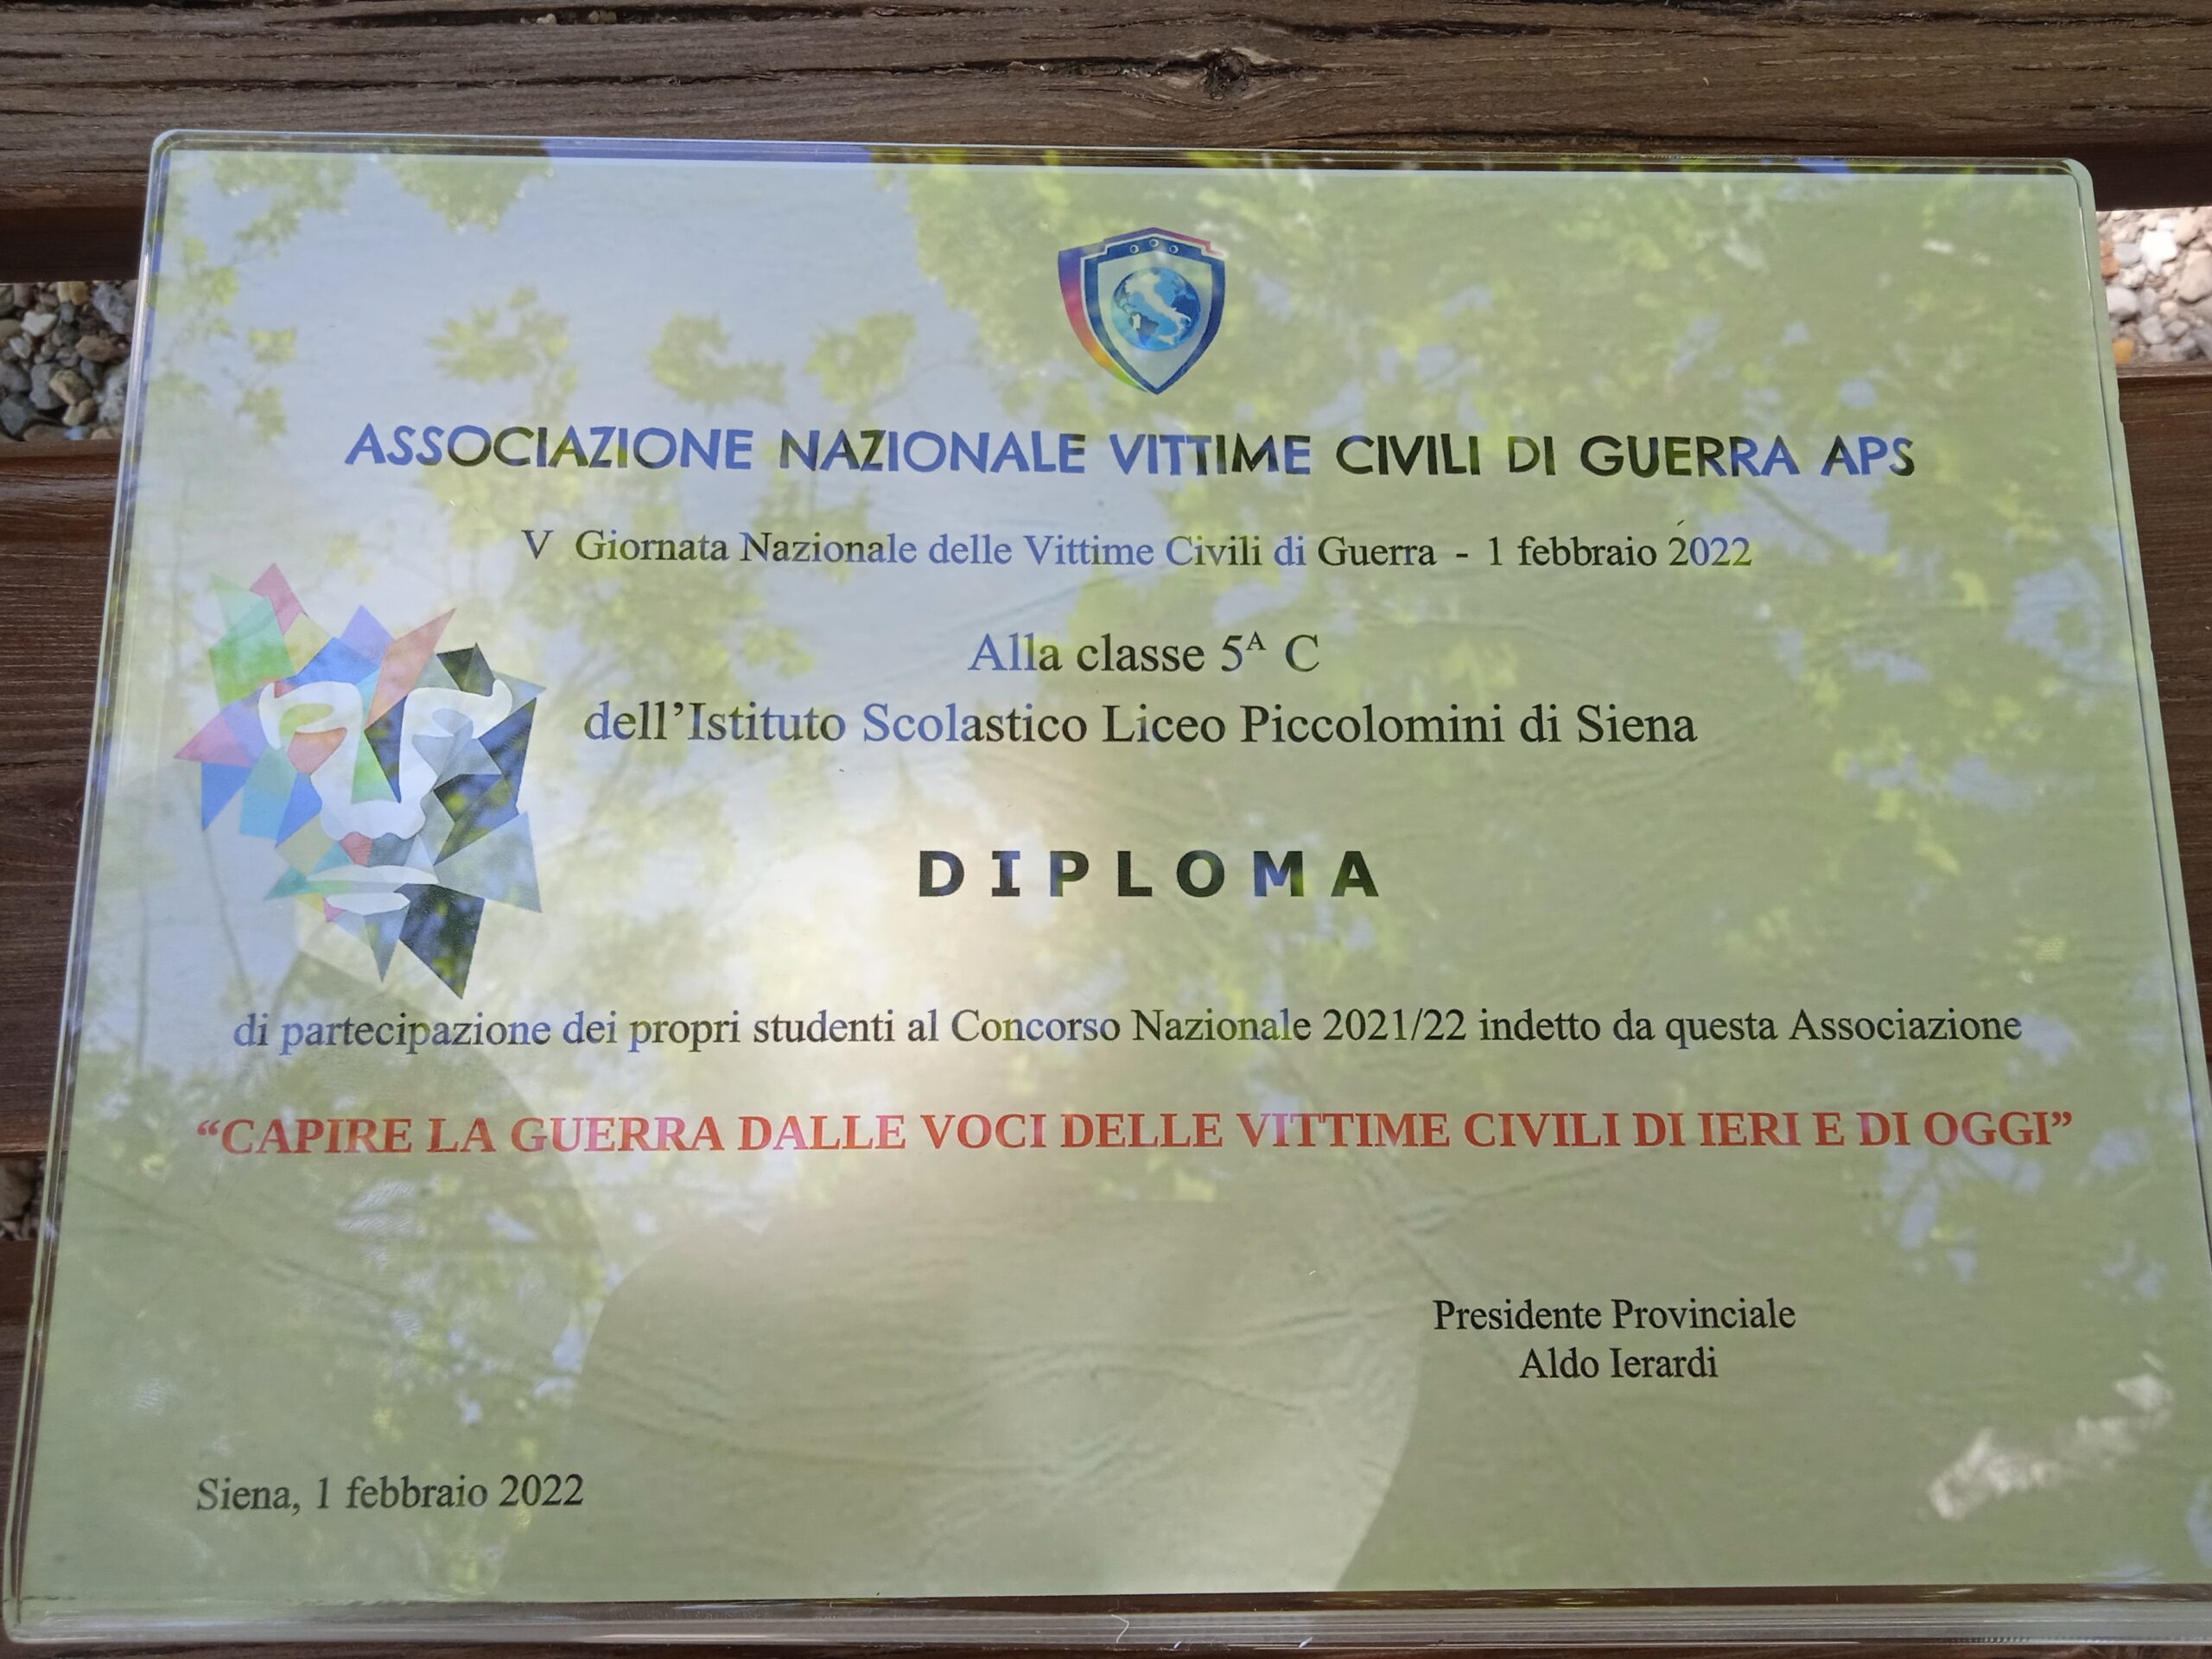 ASSOCIAZIONE NAZIONALE VITTIME CIVILI DI GUERRA APS
V Giornata Nazionale delle Vittime Civili di Guerra - 1 febbraio 2022
Alla classe 5ᴬ C
dell’Istituto Scolastico Liceo Piccolomini di Siena
DIPLOMA
di partecipazione dei propri studenti al Concorso Nazionale 2021/22 indetto da questa Associazione
“CAPIRE LA GUERRA DALLE VOCI DELLE VITTIME CIVILI DI IERI E DI OGGI”
Presidente Provinciale
Aldo Ierardi
Siena, 1 febbraio 2022